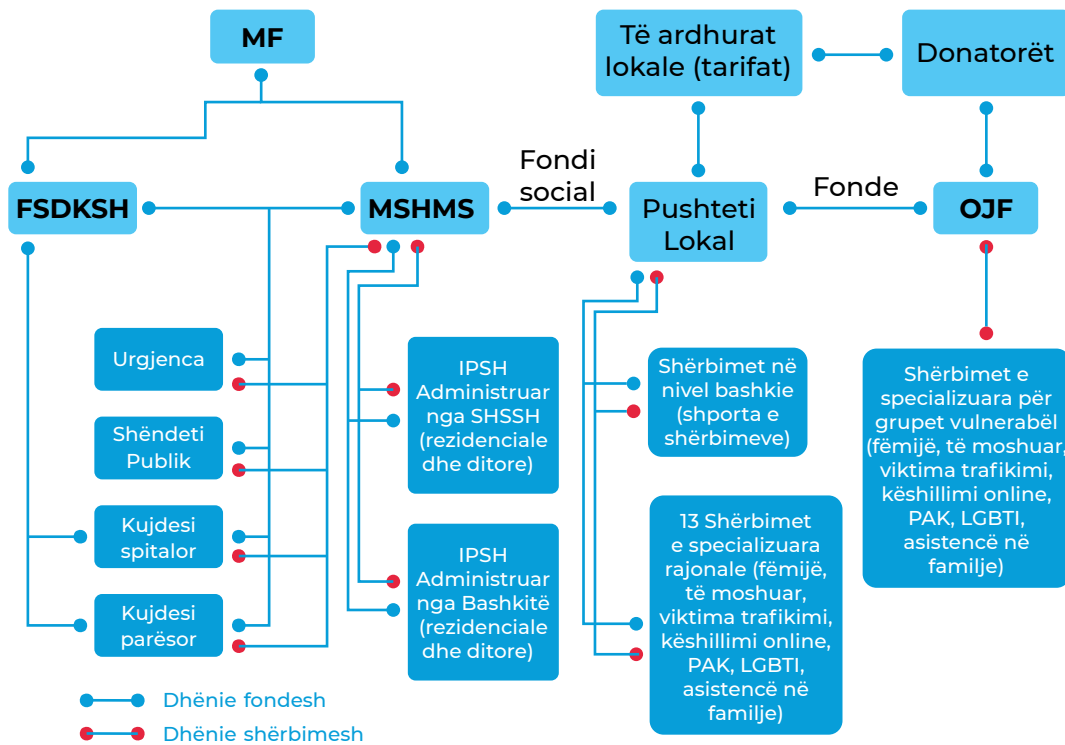 MF
Të ardhurat
lokale (tarifat)
Donatorët
FSDKSH
MSHMS
Fondi
social
Pushteti
Lokal
Fonde
OJF
Urgjenca
Shëndeti
Publik
Kujdesi
spitalor
Kujdesi
parësor
IPSH
Administruar
nga SHSSH
(rezidenciale
dhe ditore)
IPSH
Administruar
nga Bashkitë
(rezidenciale
dhe ditore)
Shërbimet në
nivel bashkie
(shporta e
shërbimeve)
13 Shërbimet
e specializuara
rajonale (fëmijë,
të moshuar,
viktima trafikimi,
këshillimi online,
PAK, LGBTI,
asistencë në
familje)
Shërbimet e
specializuara për
grupet vulnerabël
(fëmijë, të moshuar,
viktima trafikimi,
këshillimi online,
PAK, LGBTI,
asistencë në
familje)
Dhënie fondesh
Dhënie shërbimesh